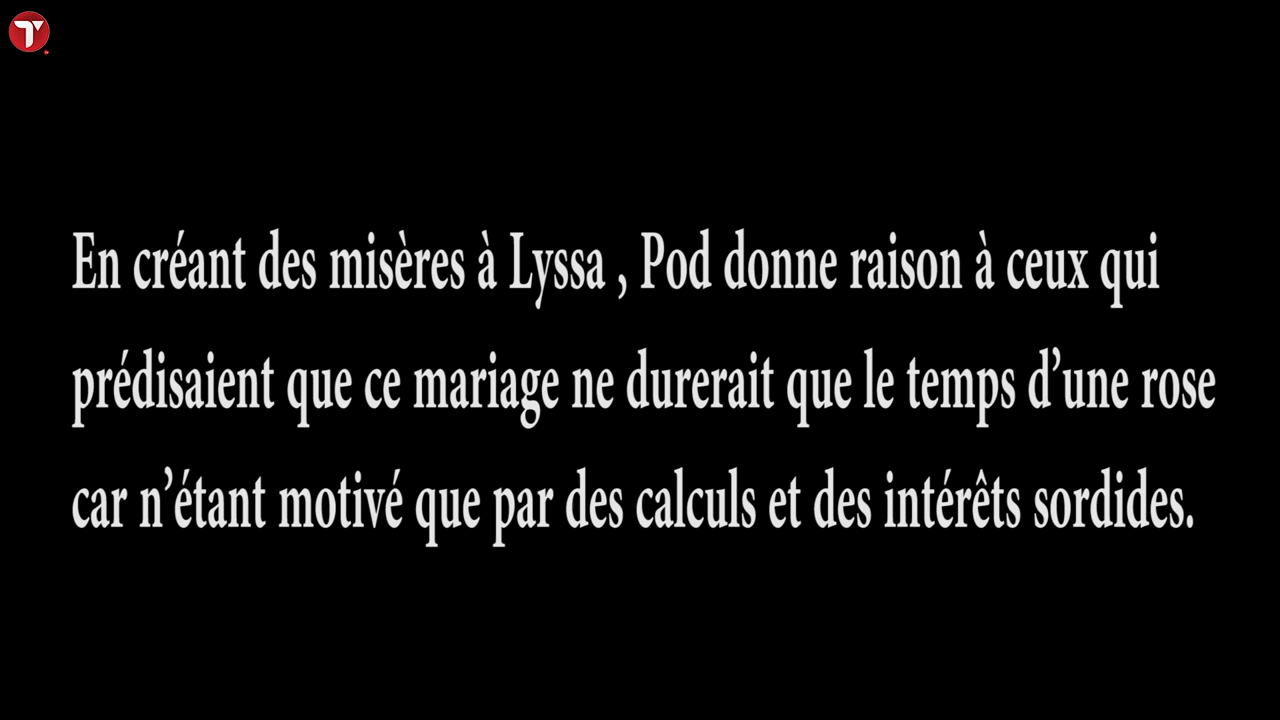 T
En créant des misères à Lyssa , Pod donne raison à ceux qui
prédisaient que ce mariage ne durerait que le temps d’une rose
car n’étant motivé que par des calculs et des intérêts sordides.